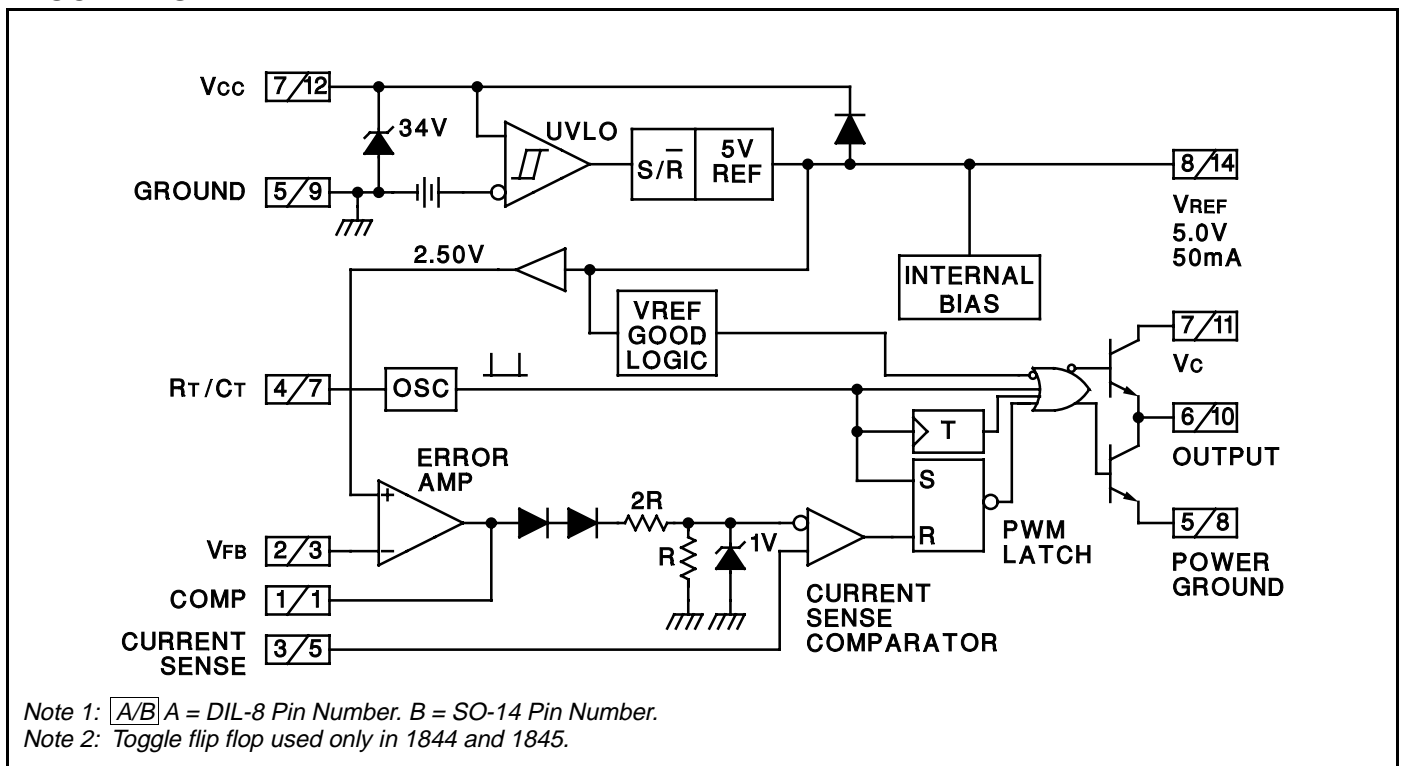 Vcc 7/12
34V
UVLO
S/R̅
5V
REF
GROUND 5/9
8/14
VREF
5.0V
50mA
2.50V
INTERNAL
BIAS
VREF
GOOD
LOGIC
7/11
Vc
RT/CT 4/7
OSC
T
6/10
OUTPUT
ERROR
AMP
+
−
S
R
PWM
LATCH
2R
R
1V
VFB 2/3
5/8
POWER
GROUND
COMP 1/1
CURRENT
SENSE
COMPARATOR
CURRENT
SENSE
3/5
Note 1: A/B A = DIL-8 Pin Number. B = SO-14 Pin Number.
Note 2: Toggle flip flop used only in 1844 and 1845.